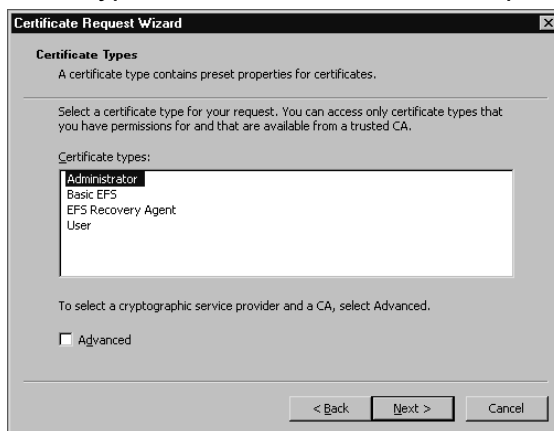 Certificate Request Wizard
Certificate Types
A certificate type contains preset properties for certificates.
Select a certificate type for your request. You can access only certificate types that
you have permissions for and that are available from a trusted CA.
Certificate types:
Administrator
Basic EFS
EFS Recovery Agent
User
To select a cryptographic service provider and a CA, select Advanced.
Advanced
< Back Next > Cancel